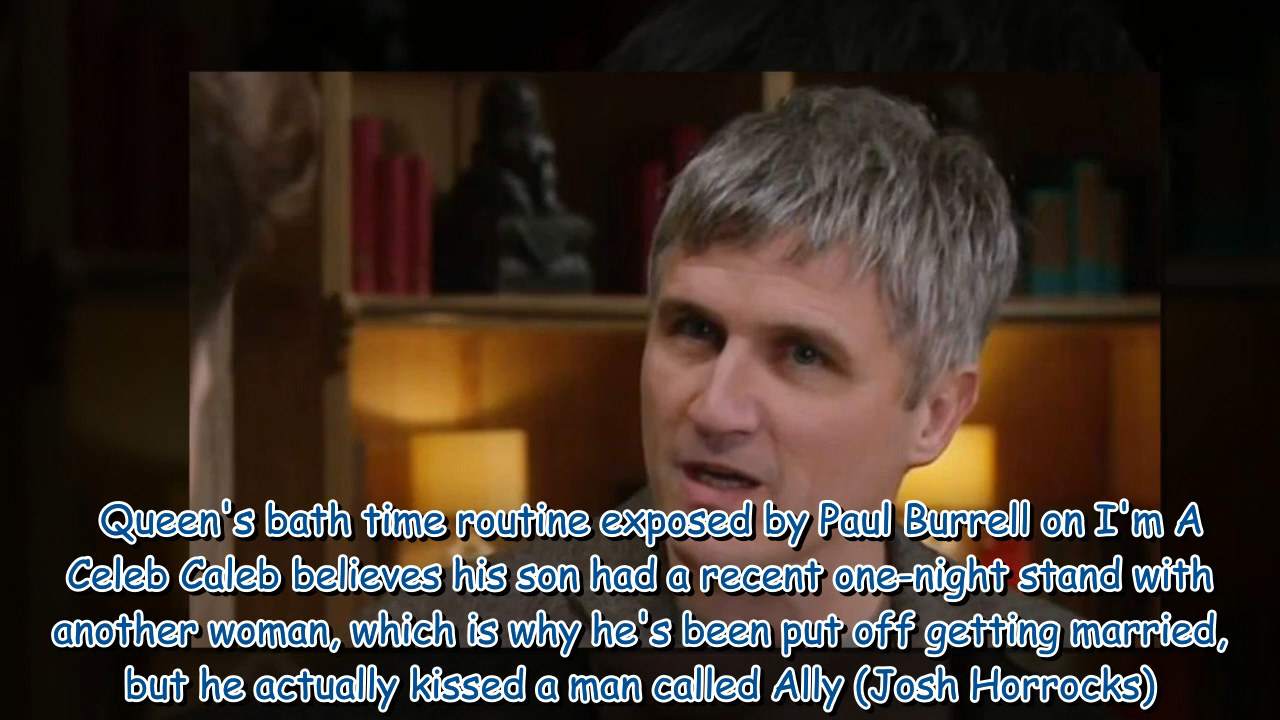 Queen's bath time routine exposed by Paul Burrell on I'm A
Celeb Caleb believes his son had a recent one-night stand with
another woman, which is why he's been put off getting married,
but he actually kissed a man called Ally (Josh Horrocks)